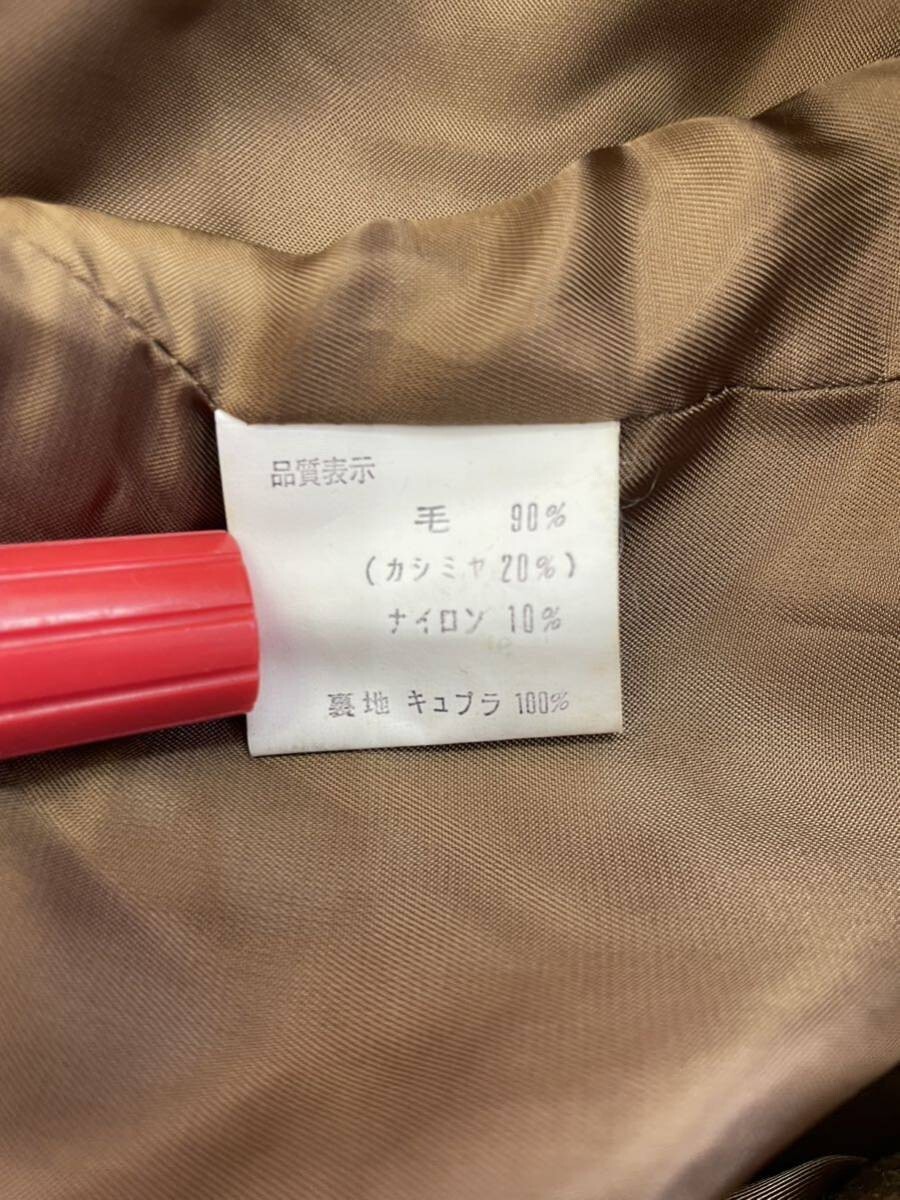 品質表示
毛 90%
(カシミヤ 20%)
ナイロン 10%
裏地 キュプラ 100%